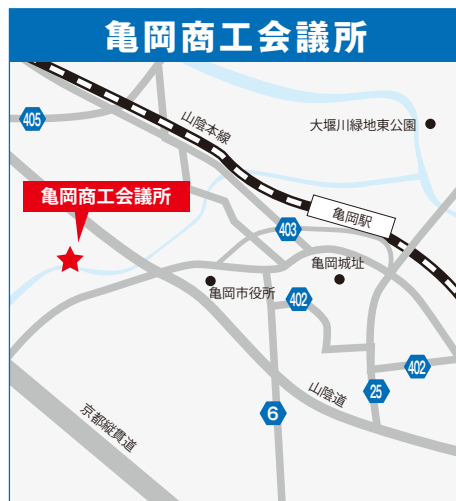 亀岡商工会議所
405
山陰本線
大堰川緑地東公園
亀岡商工会議所
亀岡駅
403
亀岡城址
亀岡市役所
402
402
25
山陰道
6
京都縦貫道